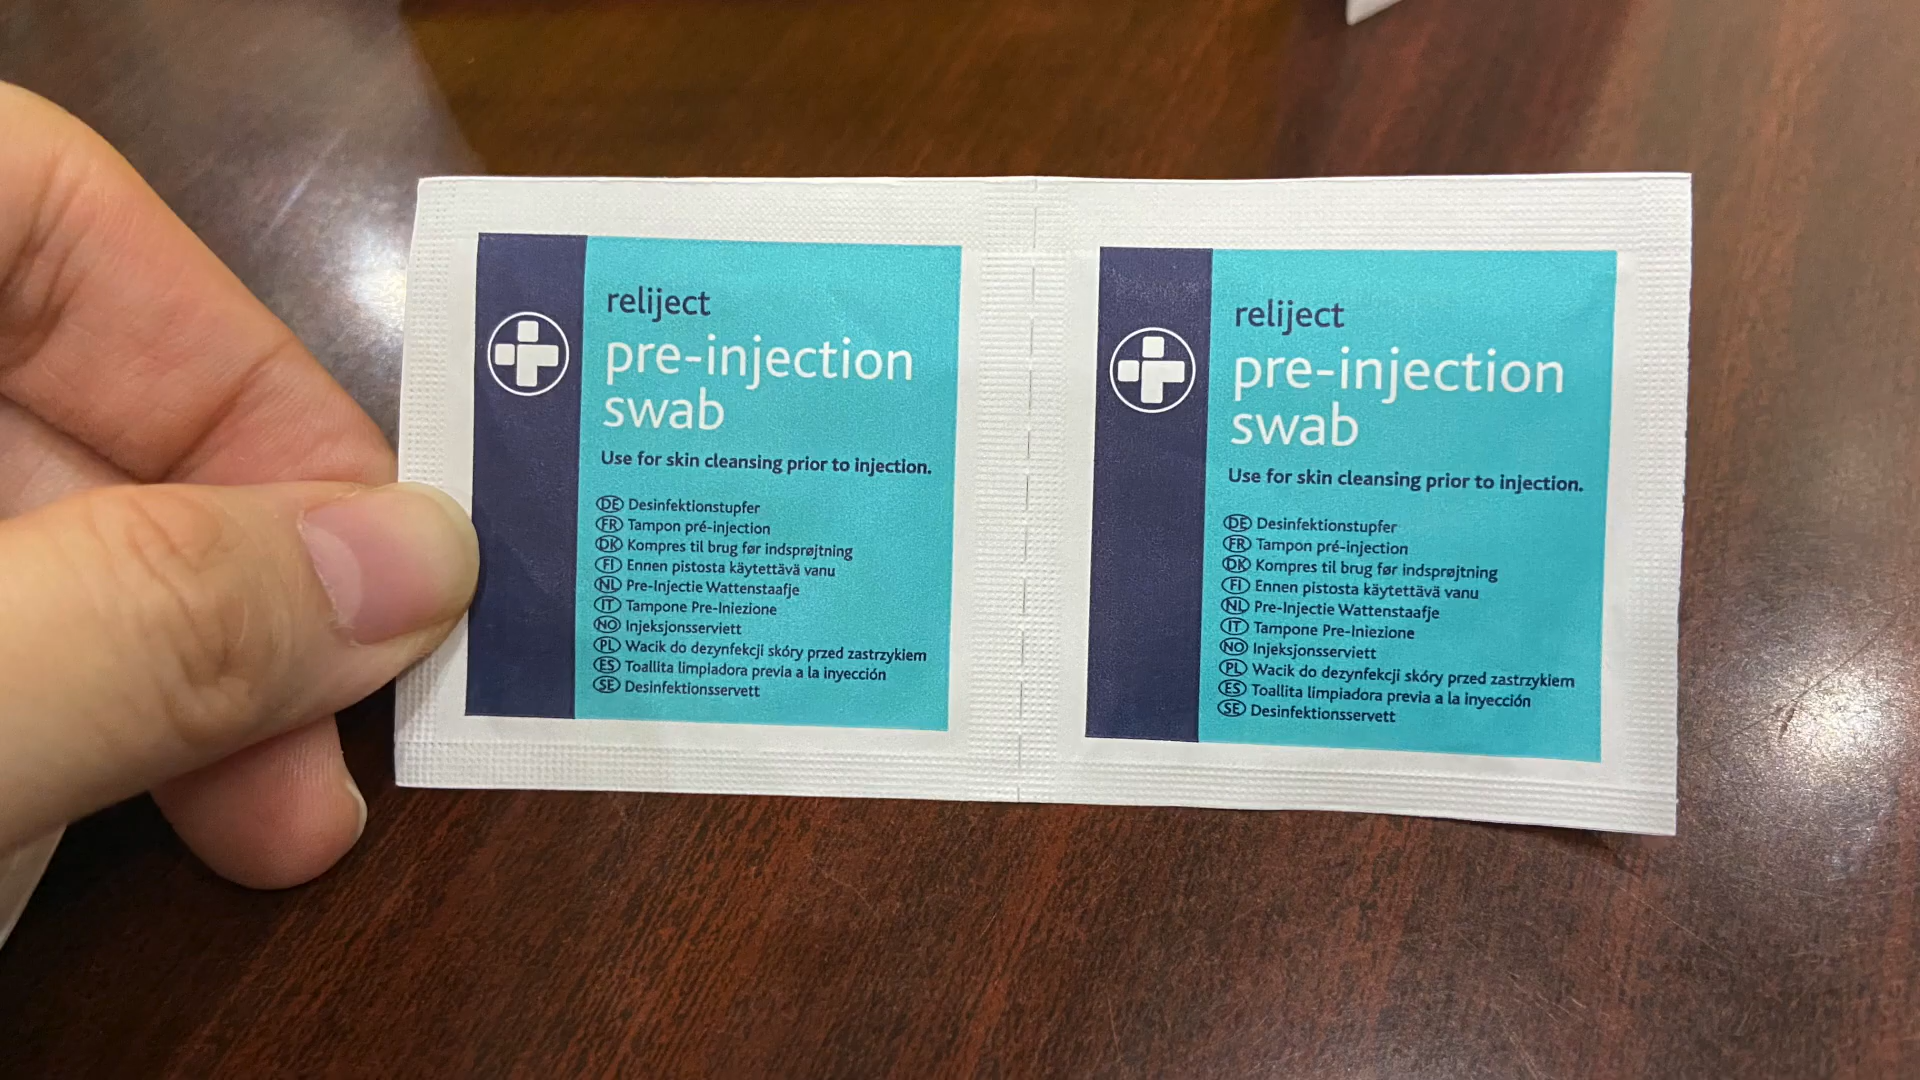 reliject
pre-injection
swab
Use for skin cleansing prior to injection.
DE Desinfektionstupfer
FR Tampon pré-injection
DK Kompres til brug før indsprøjtning
FI Ennen pistosta käytettävä vanu
NL Pre-Injectie Wattenstaafje
IT Tampone Pre-Iniezione
NO Injeksjonsserviett
PL Wacik do dezynfekcji skóry przed zastrzykiem
ES Toallita limpiadora previa a la inyección
SE Desinfektionsservett
reliject
pre-injection
swab
Use for skin cleansing prior to injection.
DE Desinfektionstupfer
FR Tampon pré-injection
DK Kompres til brug før indsprøjtning
FI Ennen pistosta käytettävä vanu
NL Pre-Injectie Wattenstaafje
IT Tampone Pre-Iniezione
NO Injeksjonsserviett
PL Wacik do dezynfekcji skóry przed zastrzykiem
ES Toallita limpiadora previa a la inyección
SE Desinfektionsservett